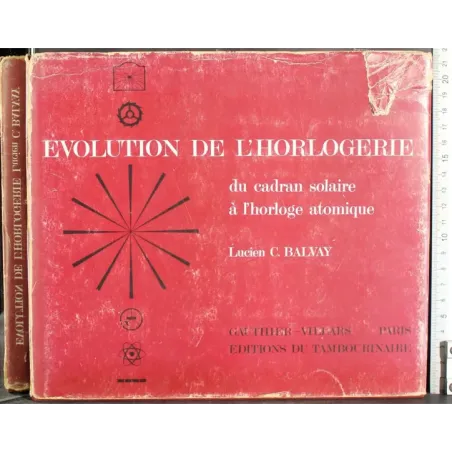 EVOLUTION DE L'HORLOGERIE
du cadran solaire
à l'horloge atomique
Lucien C. BALVAY
GAUTHIER-VILLARS PARIS
EDITIONS DU TAMBOURINAIRE
EVOLUTION DE L'HORLOGERIE Lucien C. BALVAY